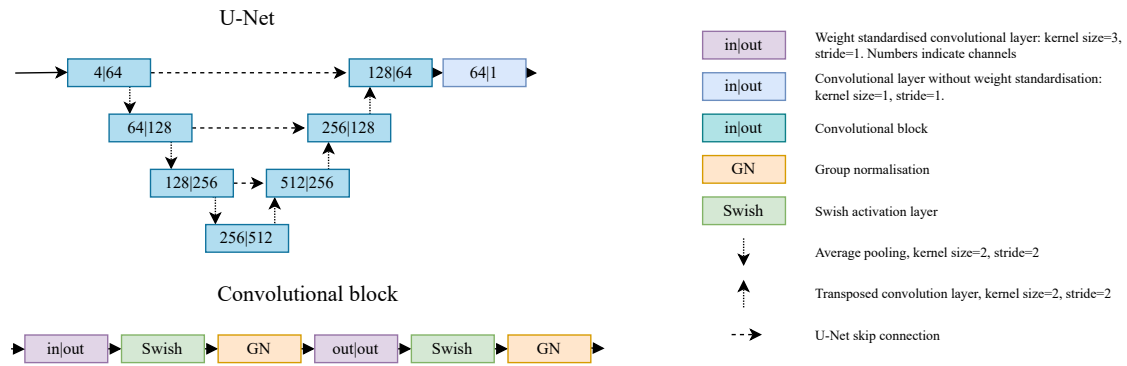 U-Net
4|64
128|64
64|1
64|128
256|128
128|256
512|256
256|512
Convolutional block
in|out
Swish
GN
out|out
Swish
GN
in|out
Weight standardised convolutional layer: kernel size=3,
stride=1. Numbers indicate channels
in|out
Convolutional layer without weight standardisation:
kernel size=1, stride=1.
in|out
Convolutional block
GN
Group normalisation
Swish
Swish activation layer
Average pooling, kernel size=2, stride=2
Transposed convolution layer, kernel size=2, stride=2
U-Net skip connection